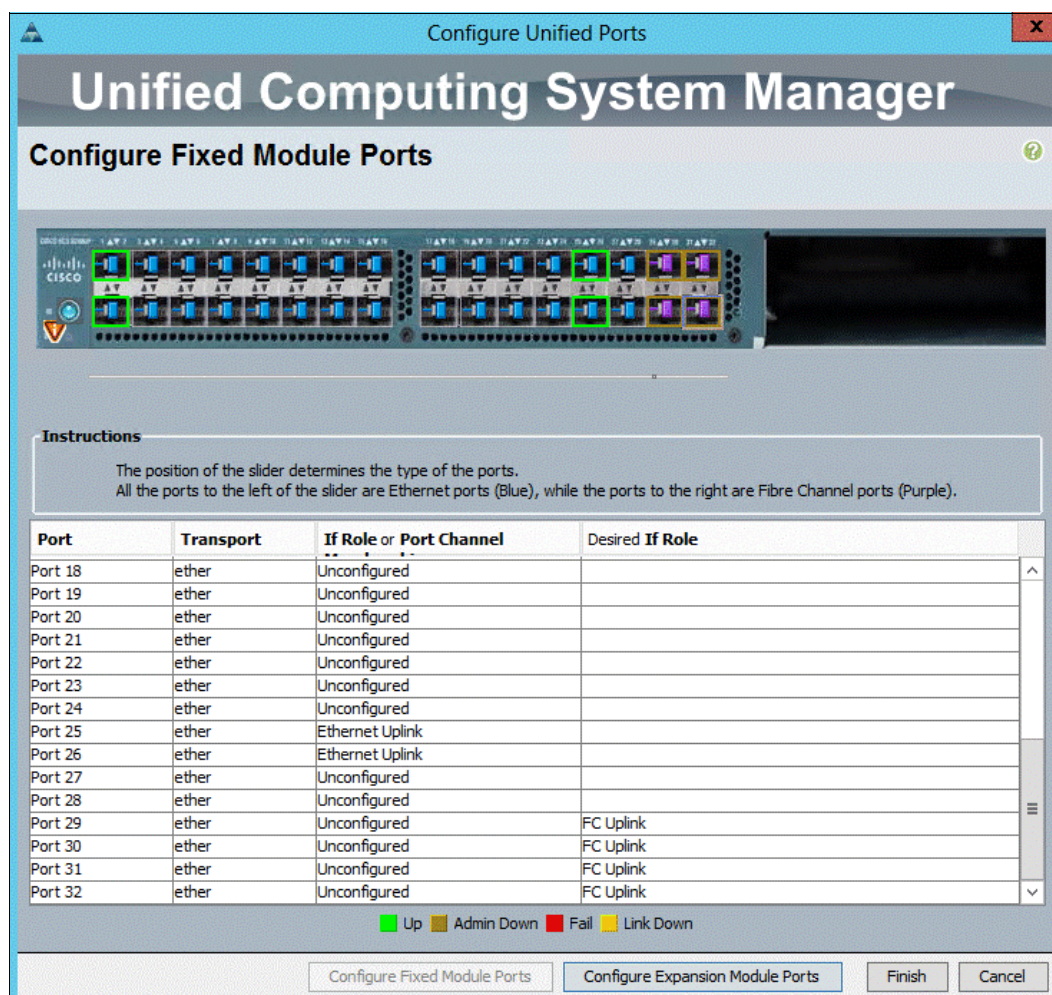 Configure Unified Ports
X
Unified Computing System Manager
Configure Fixed Module Ports
?
CISCO
Instructions
The position of the slider determines the type of the ports.
All the ports to the left of the slider are Ethernet ports (Blue), while the ports to the right are Fibre Channel ports (Purple).
Port Transport If Role or Port Channel Desired If Role
Port 18 ether Unconfigured
Port 19 ether Unconfigured
Port 20 ether Unconfigured
Port 21 ether Unconfigured
Port 22 ether Unconfigured
Port 23 ether Unconfigured
Port 24 ether Unconfigured
Port 25 ether Ethernet Uplink
Port 26 ether Ethernet Uplink
Port 27 ether Unconfigured
Port 28 ether Unconfigured
Port 29 ether Unconfigured FC Uplink
Port 30 ether Unconfigured FC Uplink
Port 31 ether Unconfigured FC Uplink
Port 32 ether Unconfigured FC Uplink
Up Admin Down Fail Link Down
Configure Fixed Module Ports Configure Expansion Module Ports Finish Cancel